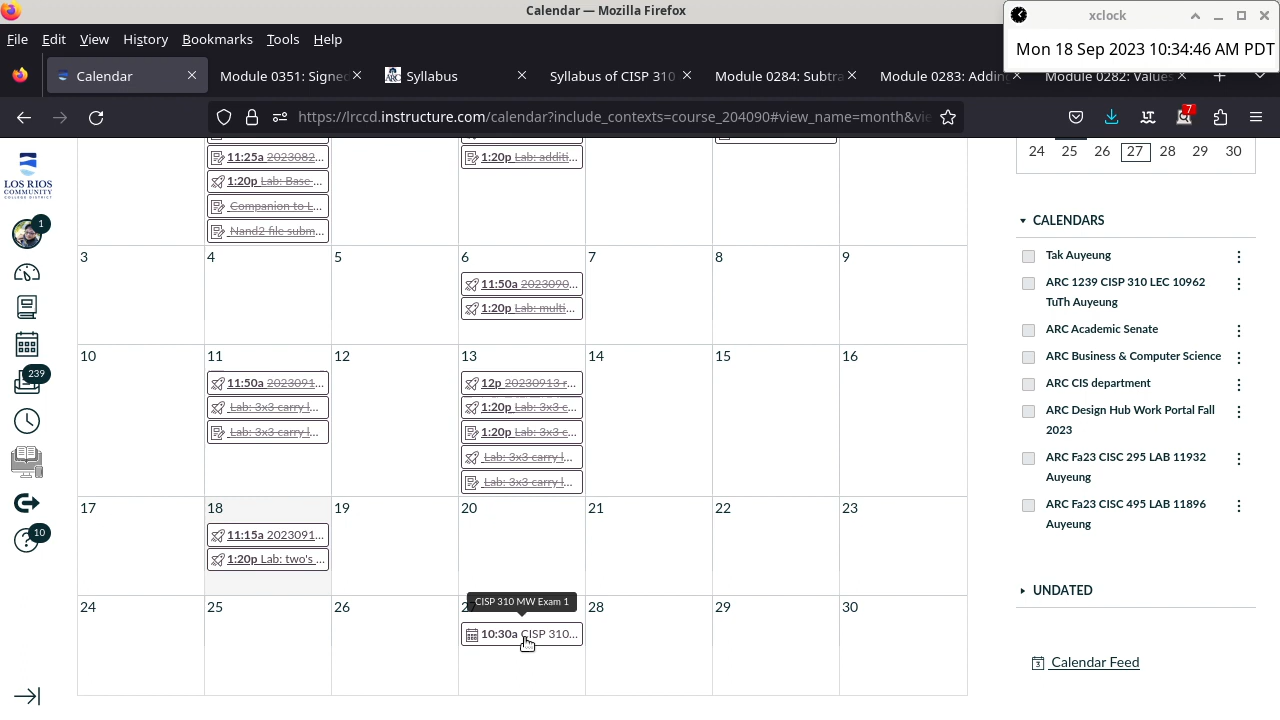 Calendar — Mozilla Firefox
xclock
Mon 18 Sep 2023 10:34:46 AM PDT
File Edit View History Bookmarks Tools Help
Calendar
Module 0351: Signed
Syllabus
Syllabus of CISP 310
Module 0284: Subtra
Module 0283: Addin
Module 0282: Values
https://lrccd.instructure.com/calendar?include_contexts=course_204090#view_name=month&vie
7
LOS RIOS
COMMUNITY
COLLEGE DISTRICT
1
239
10
11:25a 2023082...
1:20p Lab: Base ...
Companion to L...
Nand2 file subm...
1:20p Lab: additi...
3 4 5 6 7 8 9
11:50a 2023090...
1:20p Lab: multi...
10 11 12 13 14 15 16
11:50a 2023091...
Lab: 3x3 carry l...
Lab: 3x3 carry l...
12p 20230913 r...
1:20p Lab: 3x3 c...
1:20p Lab: 3x3 c...
Lab: 3x3 carry l...
Lab: 3x3 carry l...
17 18 19 20 21 22 23
11:15a 2023091...
1:20p Lab: two's ...
24 25 26 27 28 29 30
CISP 310 MW Exam 1
10:30a CISP 310...
24 25 26 27 28 29 30
CALENDARS
Tak Auyeung
ARC 1239 CISP 310 LEC 10962
TuTh Auyeung
ARC Academic Senate
ARC Business & Computer Science
ARC CIS department
ARC Design Hub Work Portal Fall
2023
ARC Fa23 CISC 295 LAB 11932
Auyeung
ARC Fa23 CISC 495 LAB 11896
Auyeung
UNDATED
Calendar Feed